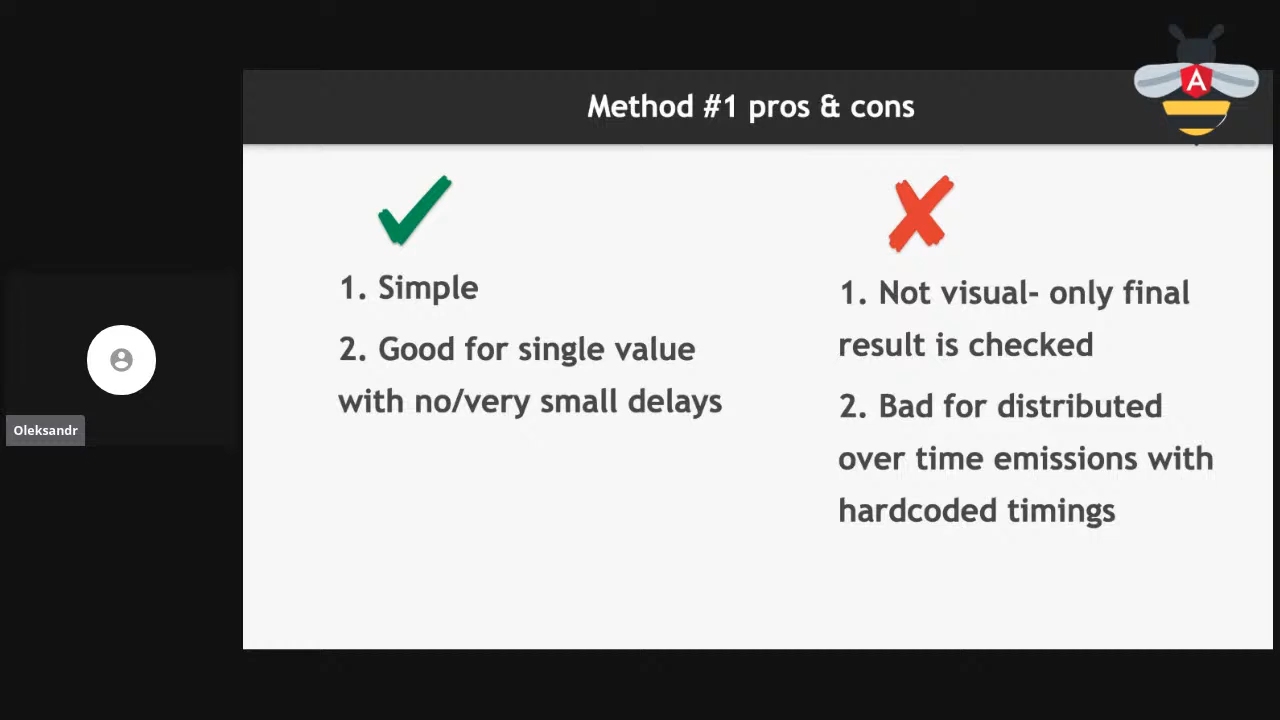 Method #1 pros & cons
A
1. Simple
2. Good for single value
with no/very small delays
1. Not visual- only final
result is checked
2. Bad for distributed
over time emissions with
hardcoded timings
Oleksandr